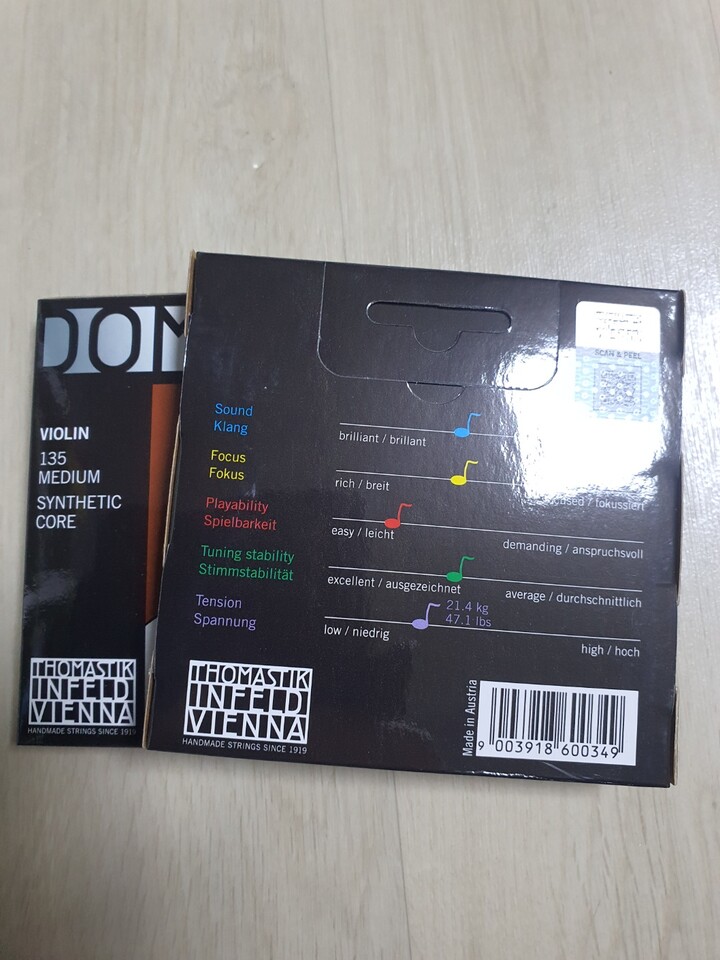 DOM
VIOLIN
135
MEDIUM
SYNTHETIC
CORE
THOMASTIK
INFELD
VIENNA
HANDMADE STRINGS SINCE 1919
SCAN & PEEL
Sound
Klang
brilliant / brillant
Focus
Fokus
rich / breit
/ fokussiert
Playability
Spielbarkeit
easy / leicht
demanding / anspruchsvoll
Tuning stability
Stimmstabilität
excellent / ausgezeichnet
average / durchschnittlich
Tension
Spannung
21.4 kg
47.1 lbs
low / niedrig
high / hoch
THOMASTIK
INFELD
VIENNA
HANDMADE STRINGS SINCE 1919
Made in Austria
9 003918 600349